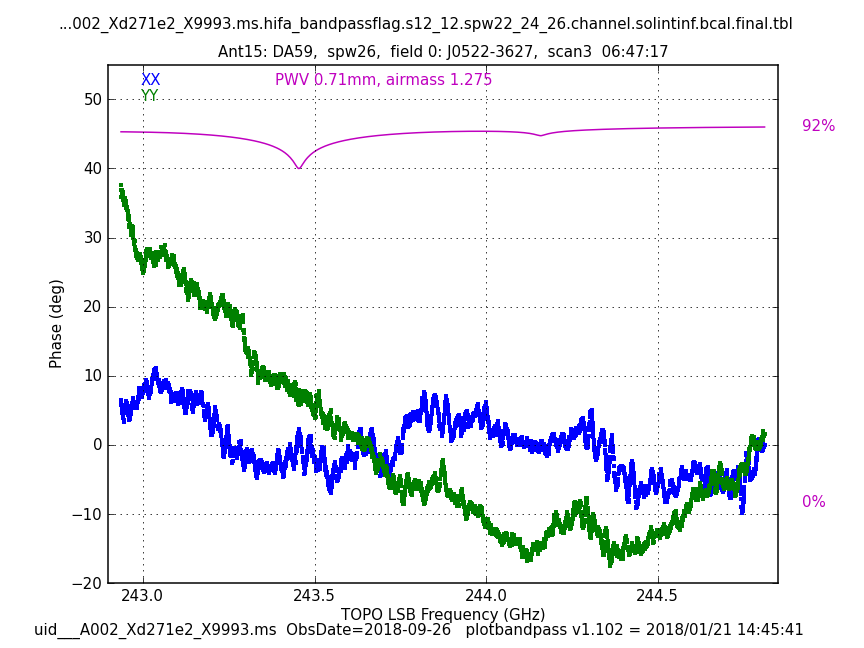 ...002_Xd271e2_X9993.ms.hifa_bandpassflag.s12_12.spw22_24_26.channel.solintinf.bcal.final.tbl
Ant15: DA59, spw26, field 0: J0522-3627, scan3 06:47:17
XX
YY
PWV 0.71mm, airmass 1.275
92%
0%
50
40
30
20
10
0
−10
−20
Phase (deg)
243.0 243.5 244.0 244.5
TOPO LSB Frequency (GHz)
uid___A002_Xd271e2_X9993.ms ObsDate=2018-09-26 plotbandpass v1.102 = 2018/01/21 14:45:41